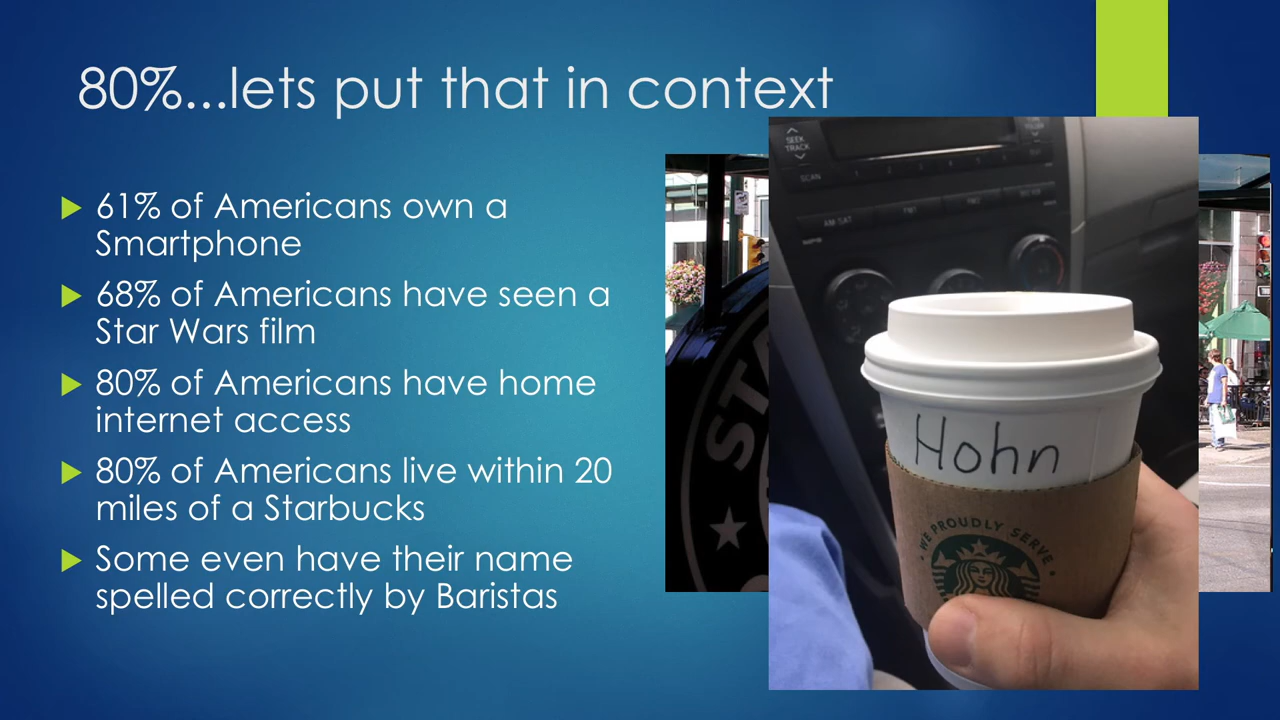 80%...lets put that in context
61% of Americans own a
Smartphone
68% of Americans have seen a
Star Wars film
80% of Americans have home
internet access
80% of Americans live within 20
miles of a Starbucks
Some even have their name
spelled correctly by Baristas
SEEK
TRACK
SCAN
AM SAT
STA
Hohn
WE PROUDLY SERVE